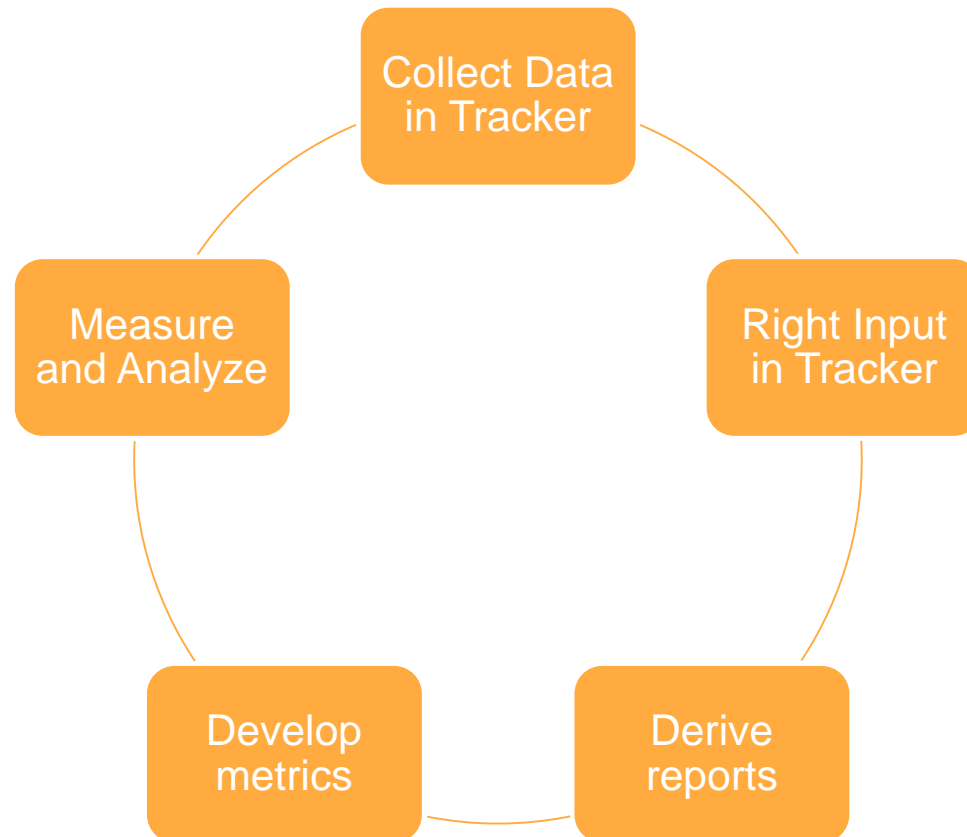 Collect Data
in Tracker
Right Input
in Tracker
Derive
reports
Develop
metrics
Measure
and Analyze